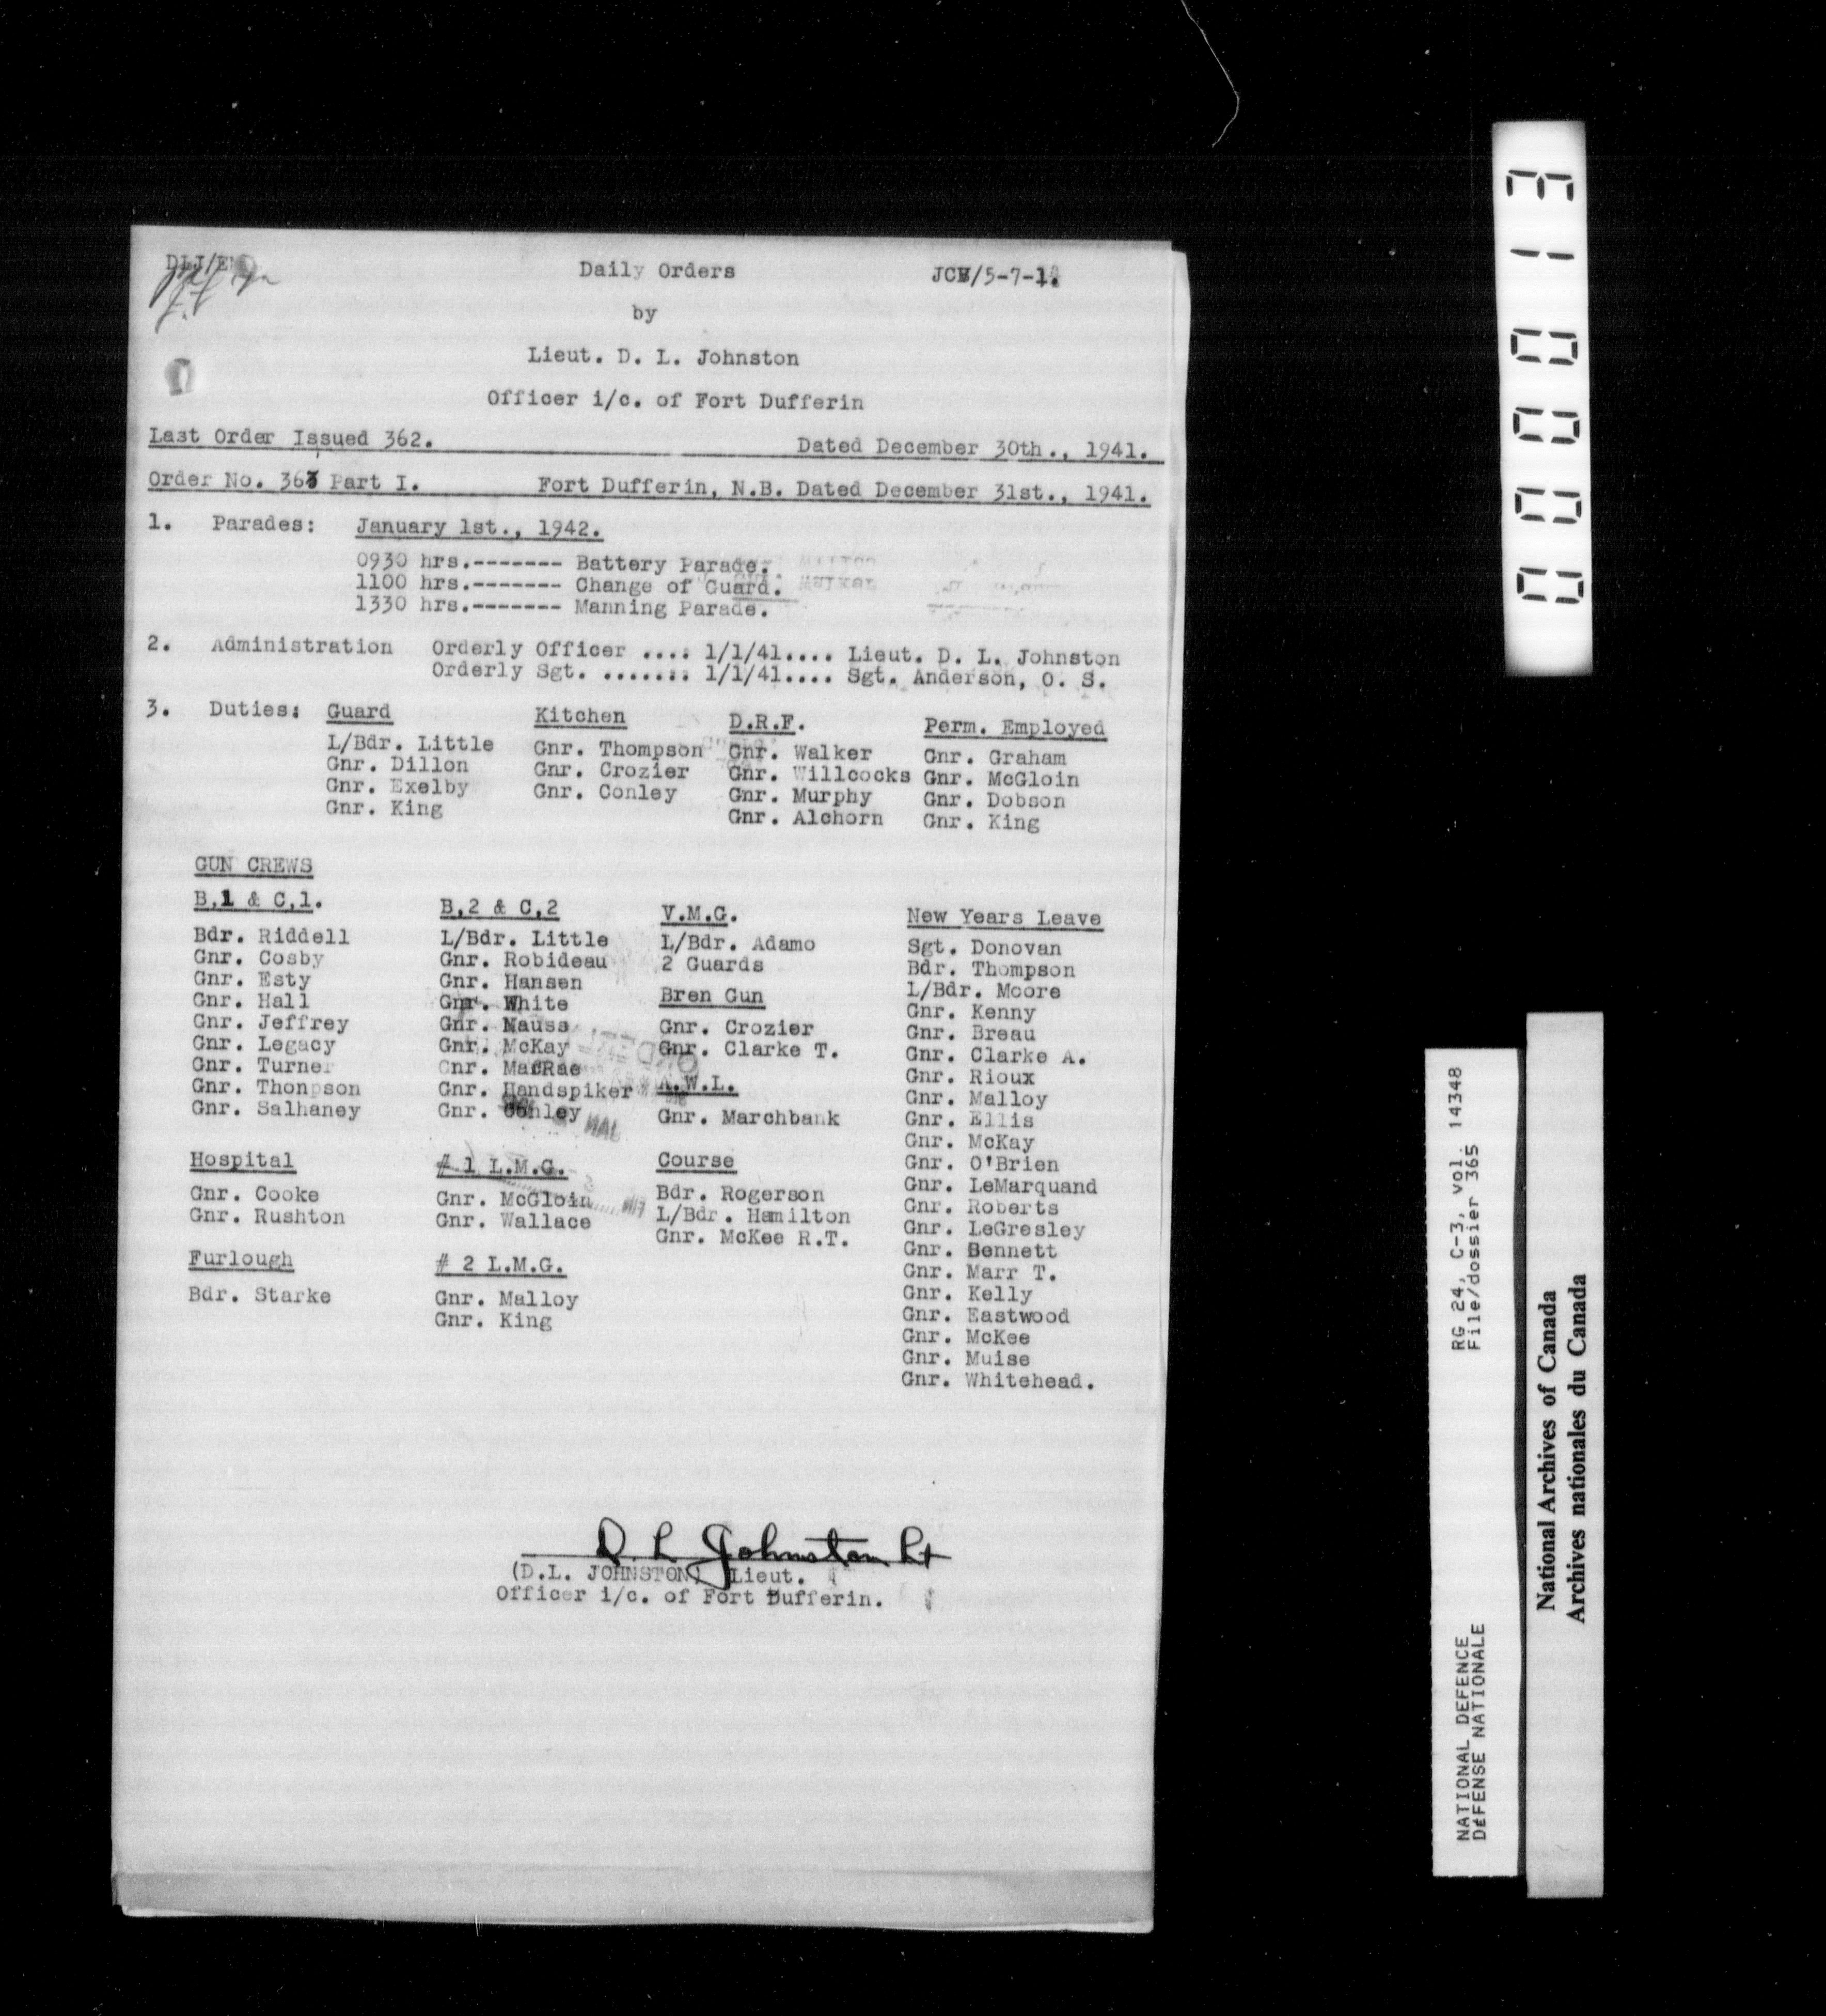 DLJ/E
Daily Orders
JCW/5-7-1.
by
Lieut. D. L. Johnston
Officer i/c. of Fort Dufferin
Last Order Issued 362. Dated December 30th., 1941.
Order No. 363 Part I. Fort Dufferin, N.B. Dated December 31st., 1941.
1. Parades: January 1st., 1942.
0930 hrs.------- Battery Parade.
1100 hrs.------- Change of Guard.
1330 hrs.------- Manning Parade.
2. Administration Orderly Officer .... 1/1/41.... Lieut. D. L. Johnston
Orderly Sgt. ....... 1/1/41.... Sgt. Anderson, O. S.
3. Duties:
Guard
L/Bdr. Little
Gnr. Dillon
Gnr. Exelby
Gnr. King
Kitchen
Gnr. Thompson
Gnr. Crozier
Gnr. Conley
D.R.F.
Gnr. Walker
Gnr. Willcocks
Gnr. Murphy
Gnr. Alchorn
Perm. Employed
Gnr. Graham
Gnr. McGloin
Gnr. Dobson
Gnr. King
GUN CREWS
B,1 & C,1.
Bdr. Riddell
Gnr. Cosby
Gnr. Esty
Gnr. Hall
Gnr. Jeffrey
Gnr. Legacy
Gnr. Turner
Gnr. Thonpson
Gnr. Salhaney
Hospital
Gnr. Cooke
Gnr. Rushton
Furlough
Bdr. Starke
B,2 & C,2
L/Bdr. Little
Gnr. Robideau
Gnr. Hansen
Gnr. White
Gnr. Nauss
Gnr. McKay
Gnr. MacRae
Gnr. Handspiker
Gnr. Conley
# 1 L.M.G.
Gnr. McGloin
Gnr. Wallace
# 2 L.M.G.
Gnr. Malloy
Gnr. King
V.M.G.
L/Bdr. Adamo
2 Guards
Bren Gun
Gnr. Crozier
Gnr. Clarke T.
A.W.L.
Gnr. Marchbank
Course
Bdr. Rogerson
L/Bdr. Hamilton
Gnr. McKee R.T.
New Years Leave
Sgt. Donovan
Bdr. Thompson
L/Bdr. Moore
Gnr. Kenny
Gnr. Breau
Gnr. Clarke A.
Gnr. Rioux
Gnr. Malloy
Gnr. Ellis
Gnr. McKay
Gnr. O'Brien
Gnr. LeMarquand
Gnr. Roberts
Gnr. LeGresley
Gnr. Bennett
Gnr. Marr T.
Gnr. Kelly
Gnr. Eastwood
Gnr. McKee
Gnr. Muise
Gnr. Whitehead.
D. L Johnston Lt
(D.L. JOHNSTON) Lieut.
Officer i/c. of Fort Dufferin.
000013
NATIONAL DEFENCE RG 24, C-3, vol. 14348
DÉFENSE NATIONALE File/dossier 365
National Archives of Canada
Archives nationales du Canada